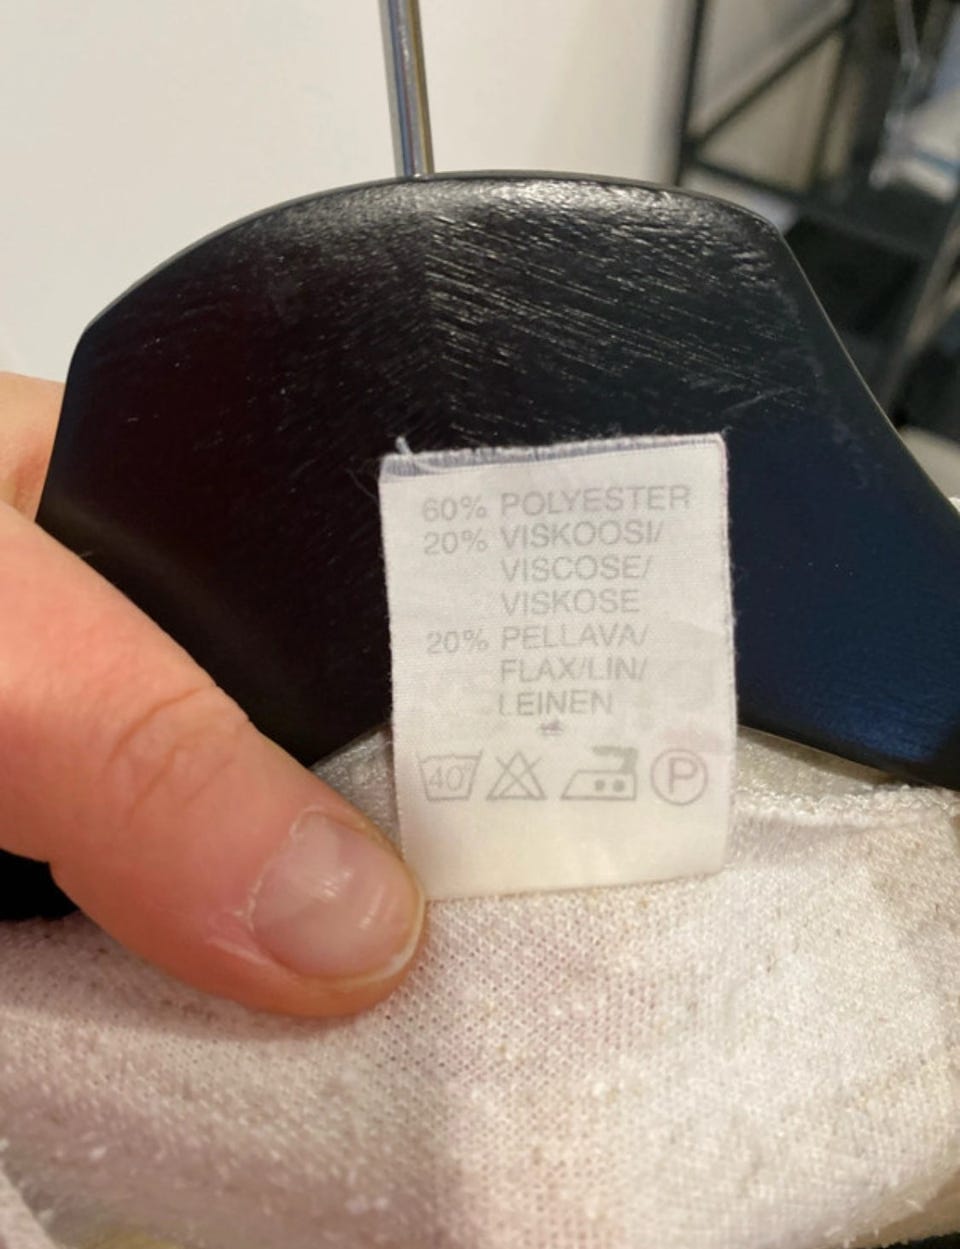 60% POLYESTER
20% VISKOOSI/
VISCOSE/
VISKOSE
20% PELLAVA/
FLAX/LIN/
LEINEN
40 P